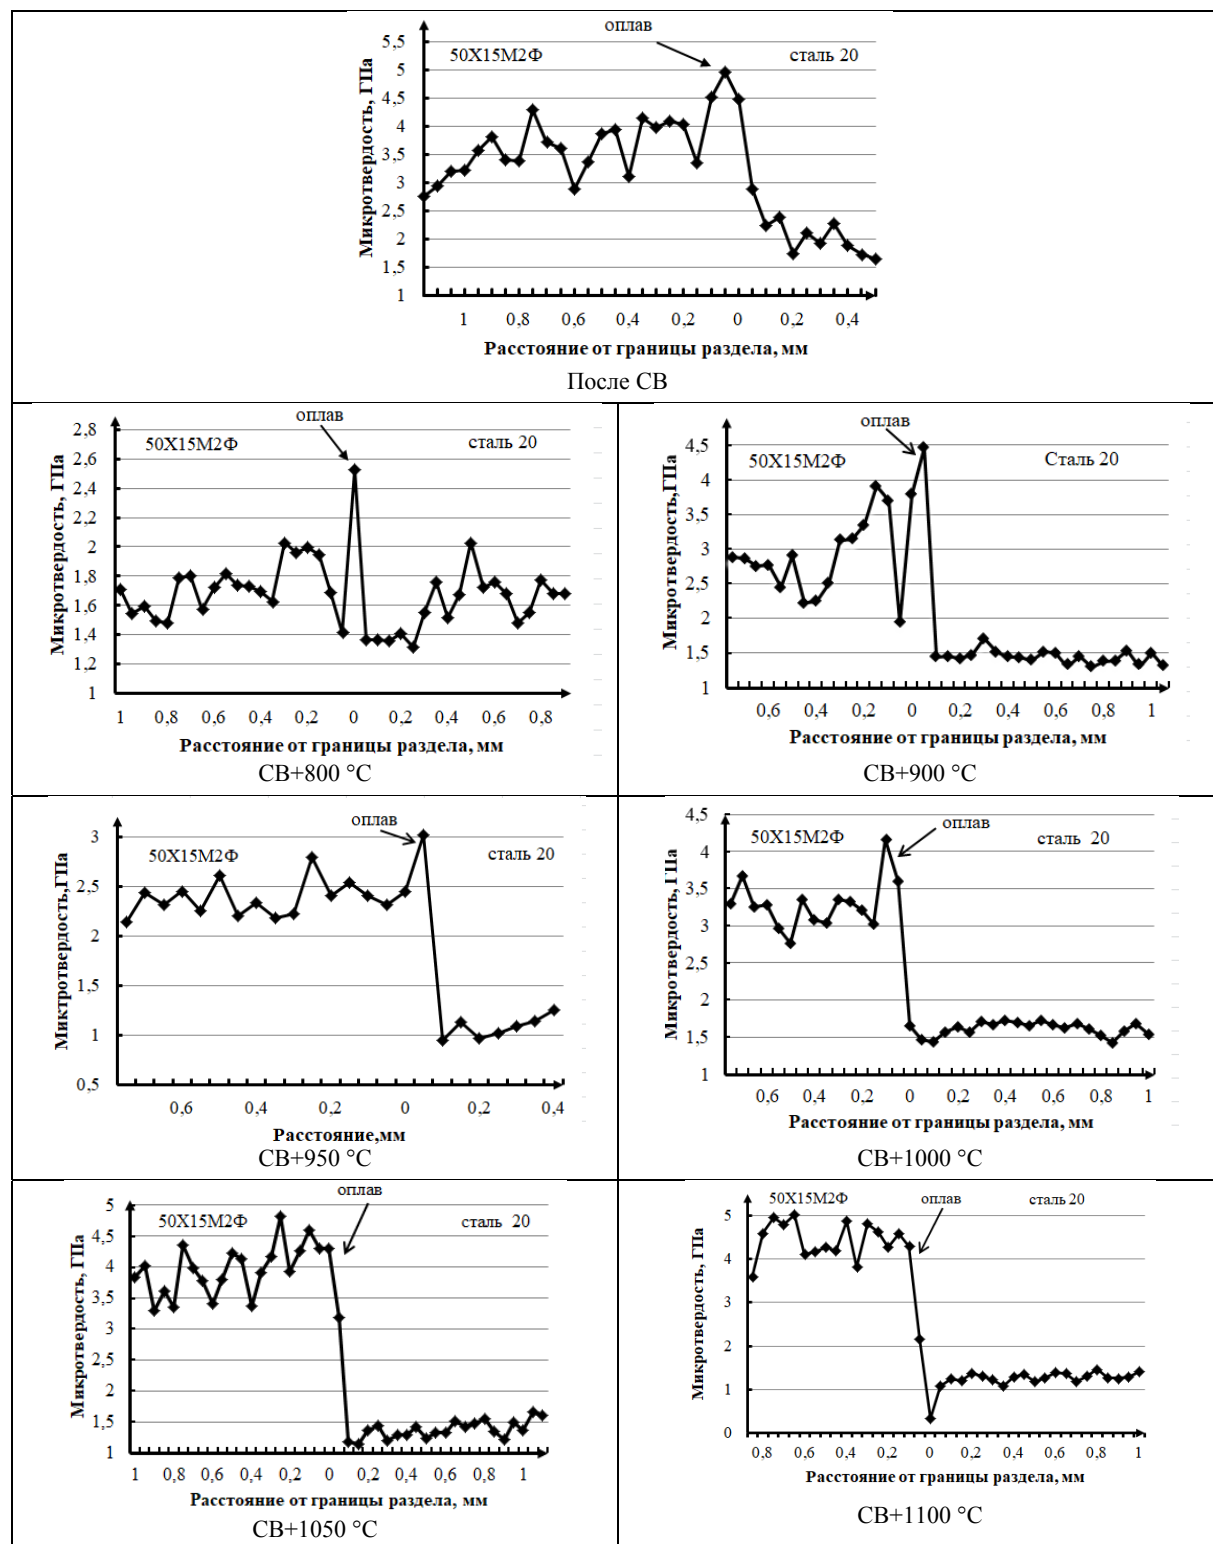 оплав
50Х15М2Ф
сталь 20
Микротвердость, ГПа
5,5
5
4,5
4
3,5
3
2,5
2
1,5
1
1 0,8 0,6 0,4 0,2 0 0,2 0,4
Расстояние от границы раздела, мм
После СВ
оплав
50Х15М2Ф
сталь 20
Микротвердость, ГПа
2,8
2,6
2,4
2,2
2
1,8
1,6
1,4
1,2
1
1 0,8 0,6 0,4 0,2 0 0,2 0,4 0,6 0,8
Расстояние от границы раздела, мм
СВ+800 °С
оплав
50Х15М2Ф
Сталь 20
Микротвердость,ГПа
4,5
4
3,5
3
2,5
2
1,5
1
0,6 0,4 0,2 0 0,2 0,4 0,6 0,8 1
Расстояние от границы раздела, мм
СВ+900 °С
оплав
50Х15М2Ф
сталь 20
Миктротвердость,ГПа
3
2,5
2
1,5
1
0,5
0,6 0,4 0,2 0 0,2 0,4
Расстояние,мм
СВ+950 °С
оплав
50Х15М2Ф
сталь 20
Микротвердость, ГПа
4,5
4
3,5
3
2,5
2
1,5
1
0,6 0,4 0,2 0 0,2 0,4 0,6 0,8 1
Расстояние от границы раздела, мм
СВ+1000 °С
оплав
50Х15М2Ф
сталь 20
Микротвердость, ГПа
5
4,5
4
3,5
3
2,5
2
1,5
1
1 0,8 0,6 0,4 0,2 0 0,2 0,4 0,6 0,8 1
Расстояние от границы раздела, мм
СВ+1050 °С
50Х15М2Ф
оплав
сталь 20
Микротвердость, ГПа
5
4
3
2
1
0
0,8 0,6 0,4 0,2 0 0,2 0,4 0,6 0,8 1
Расстояние от границы раздела, мм
СВ+1100 °С